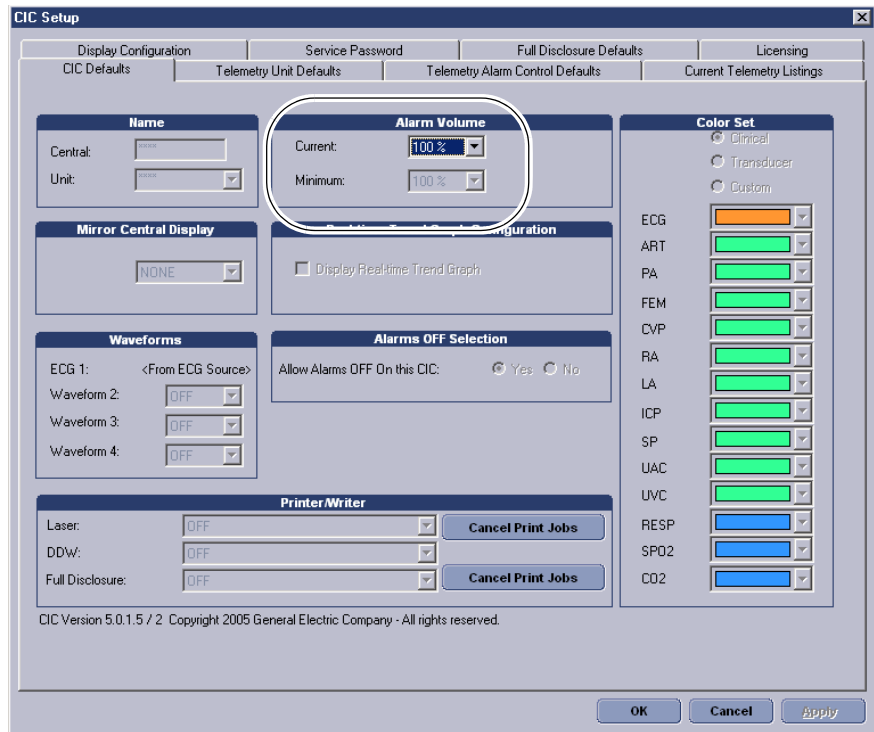 CIC Setup
Display Configuration
Service Password
Full Disclosure Defaults
Licensing
CIC Defaults
Telemetry Unit Defaults
Telemetry Alarm Control Defaults
Current Telemetry Listings
Name
Central: ****
Unit: ****
Alarm Volume
Current: 100 %
Minimum: 100 %
Mirror Central Display
NONE
Real-time Trend Graph Configuration
Display Real-time Trend Graph
Waveforms
ECG 1: <From ECG Source>
Waveform 2: OFF
Waveform 3: OFF
Waveform 4: OFF
Alarms OFF Selection
Allow Alarms OFF On this CIC: Yes No
Printer/Writer
Laser: OFF Cancel Print Jobs
DDW: OFF
Full Disclosure: OFF Cancel Print Jobs
Color Set
Clinical
Transducer
Custom
ECG
ART
PA
FEM
CVP
RA
LA
ICP
SP
UAC
UVC
RESP
SPO2
CO2
CIC Version 5.0.1.5 / 2 Copyright 2005 General Electric Company - All rights reserved.
OK Cancel Apply